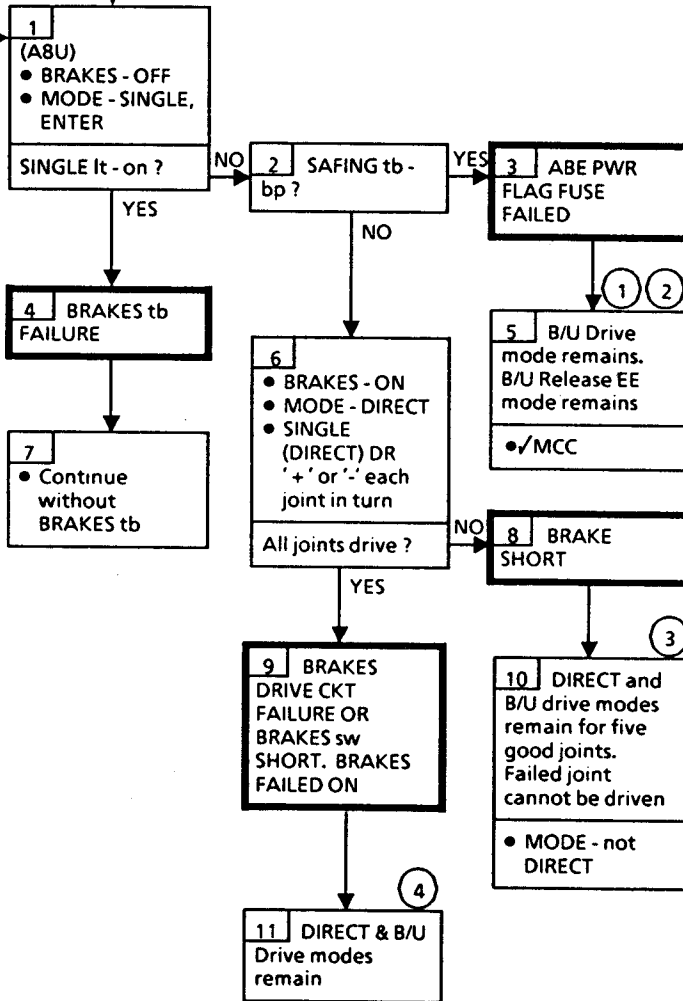 1
(A8U)
• BRAKES - OFF
• MODE - SINGLE,
ENTER
SINGLE lt - on ?
NO
YES
2 SAFING tb -
bp ?
YES
NO
3 ABE PWR
FLAG FUSE
FAILED
4 BRAKES tb
FAILURE
1 2
5 B/U Drive
mode remains.
B/U Release EE
mode remains
•√MCC
6
• BRAKES - ON
• MODE - DIRECT
• SINGLE
(DIRECT) DR
'+' or '-' each
joint in turn
All joints drive ?
NO
YES
7
• Continue
without
BRAKES tb
8 BRAKE
SHORT
9 BRAKES
DRIVE CKT
FAILURE OR
BRAKES sw
SHORT. BRAKES
FAILED ON
3
10 DIRECT and
B/U drive modes
remain for five
good joints.
Failed joint
cannot be driven
• MODE - not
DIRECT
4
11 DIRECT & B/U
Drive modes
remain